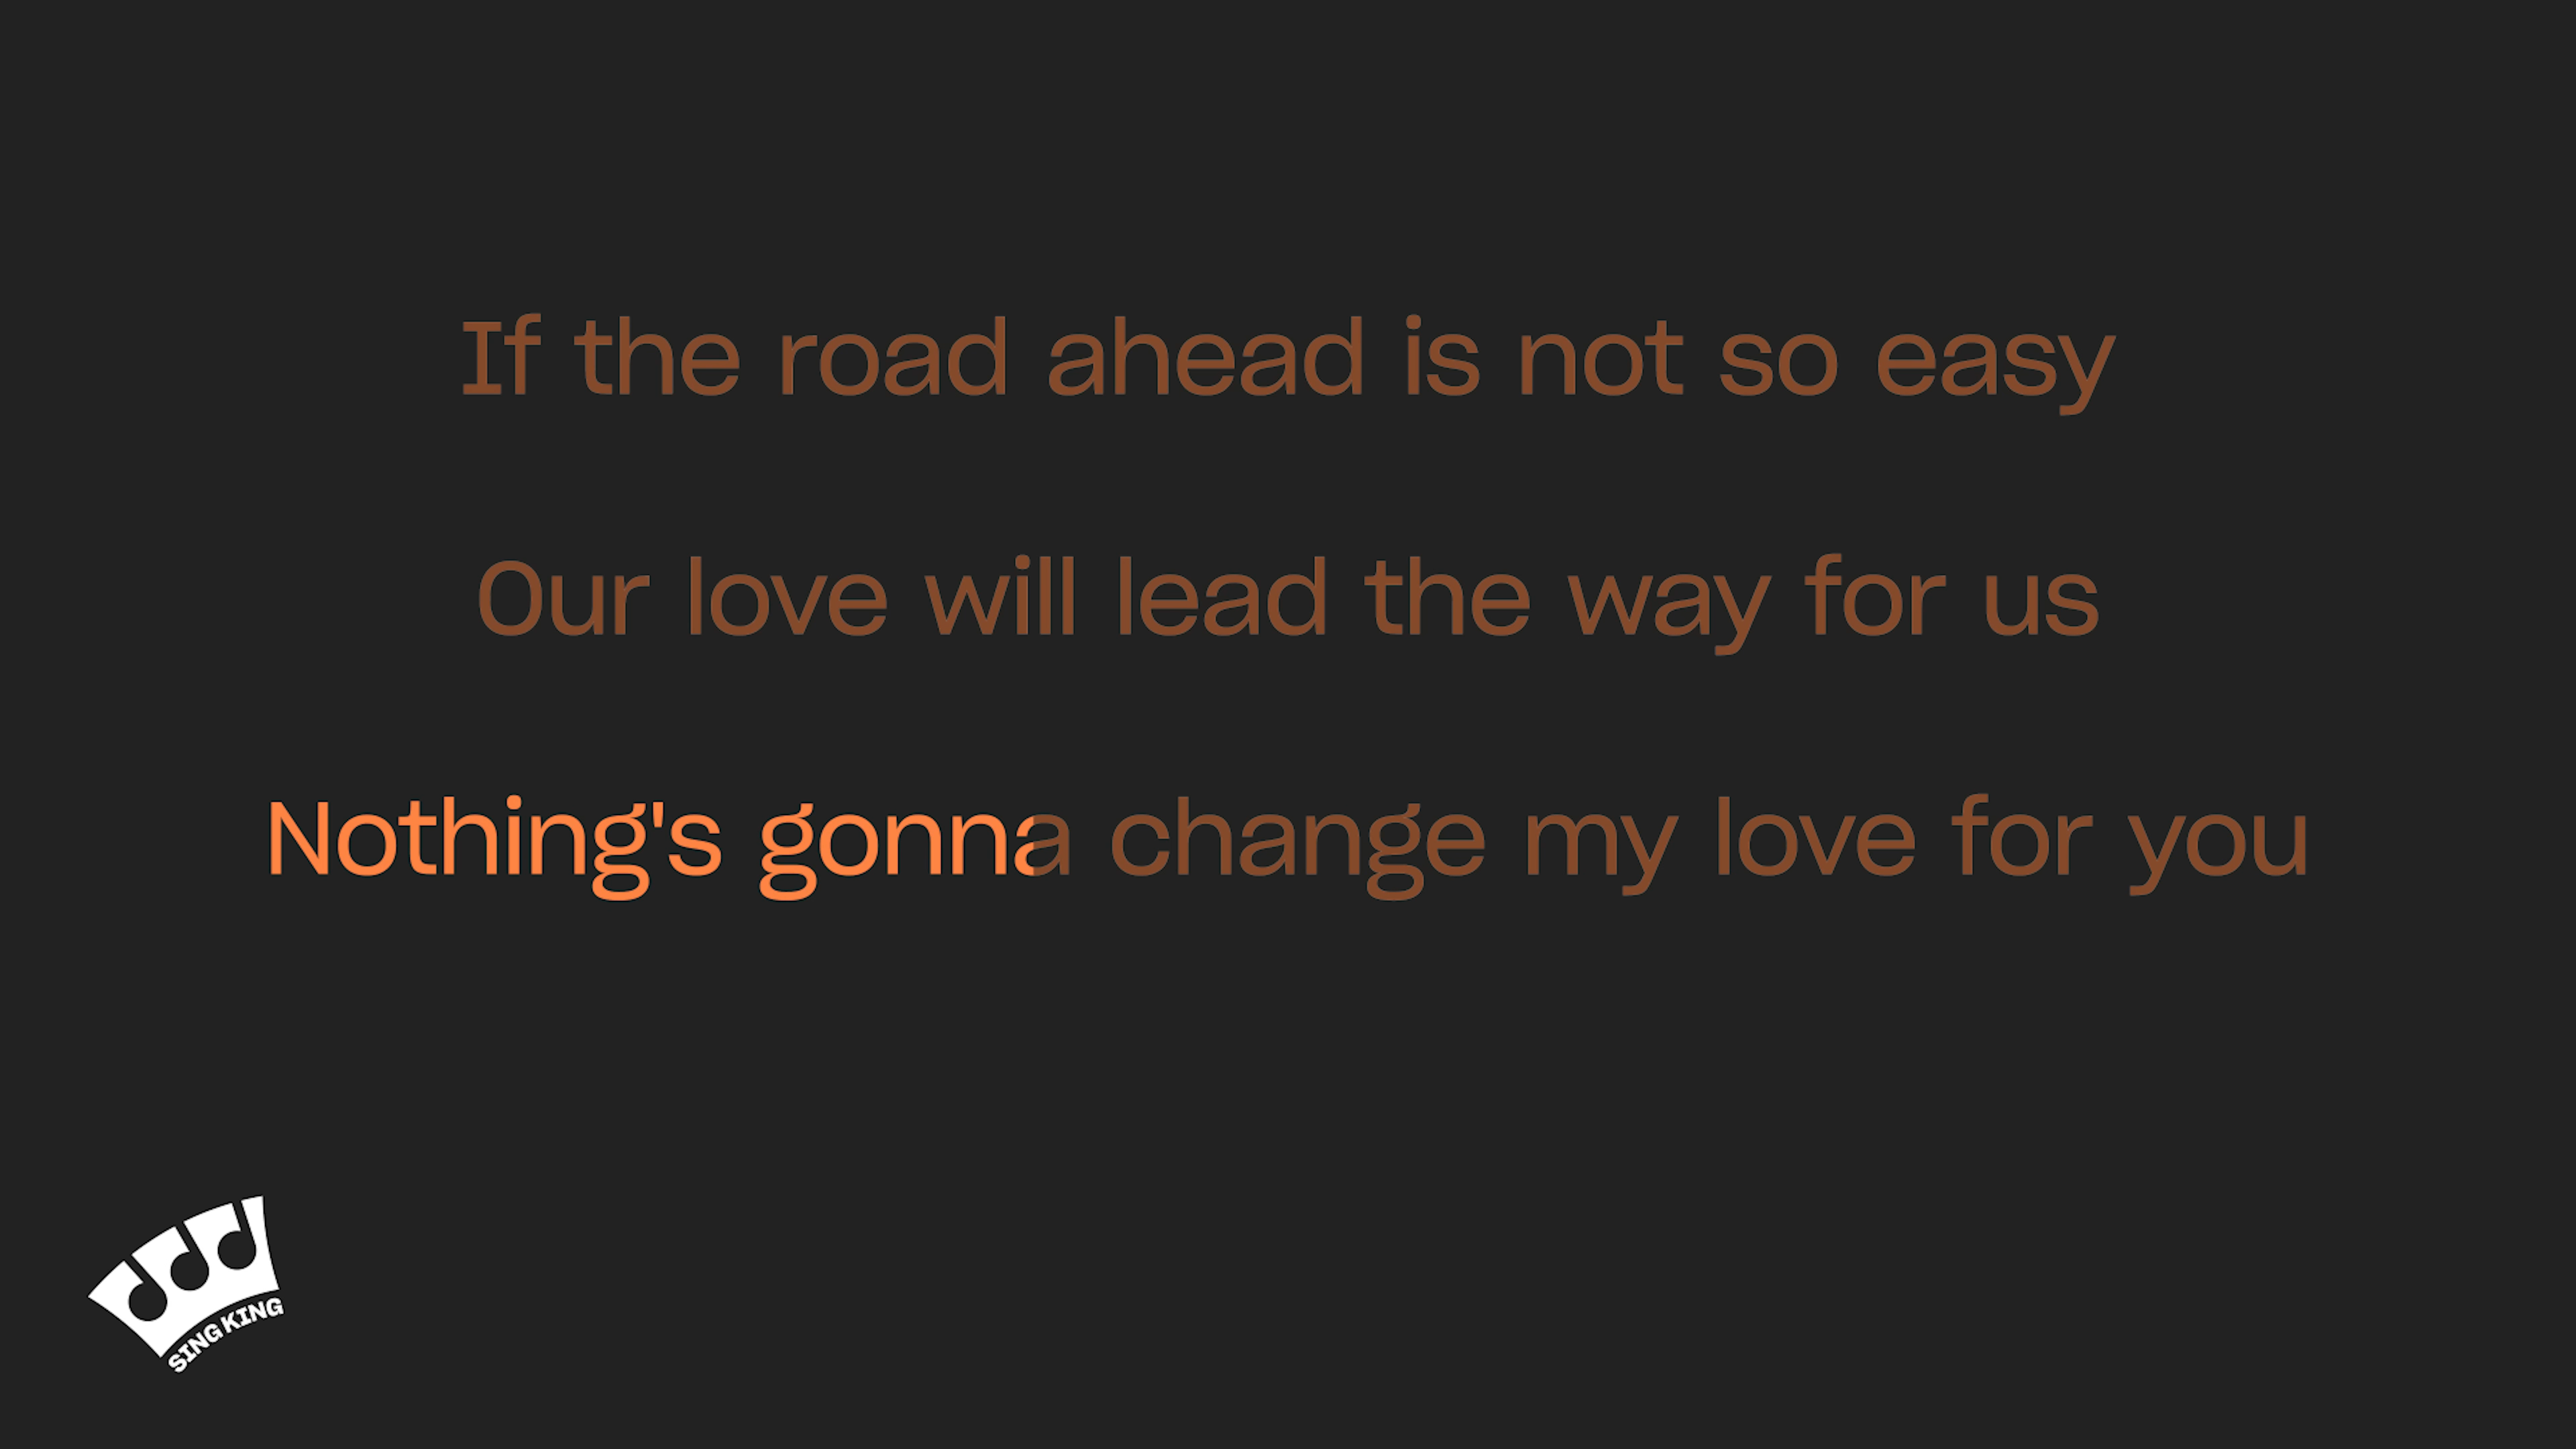 If the road ahead is not so easy
Our love will lead the way for us
Nothing's gonna change my love for you
SING KING